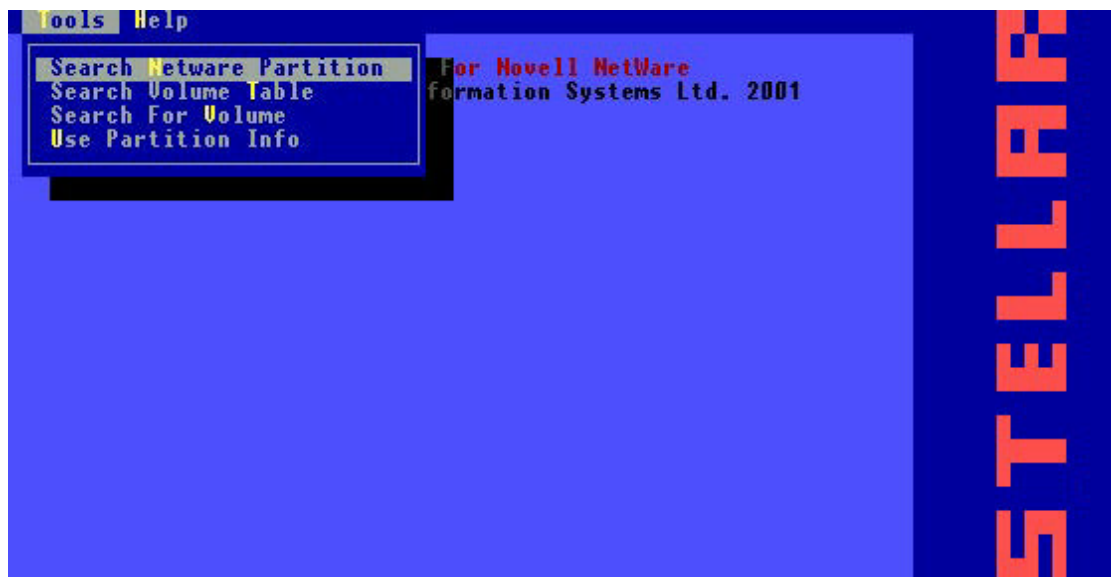 Tools Help
Search Netware Partition
Search Volume Table
Search For Volume
Use Partition Info
For Novell NetWare
formation Systems Ltd. 2001
STELLAR